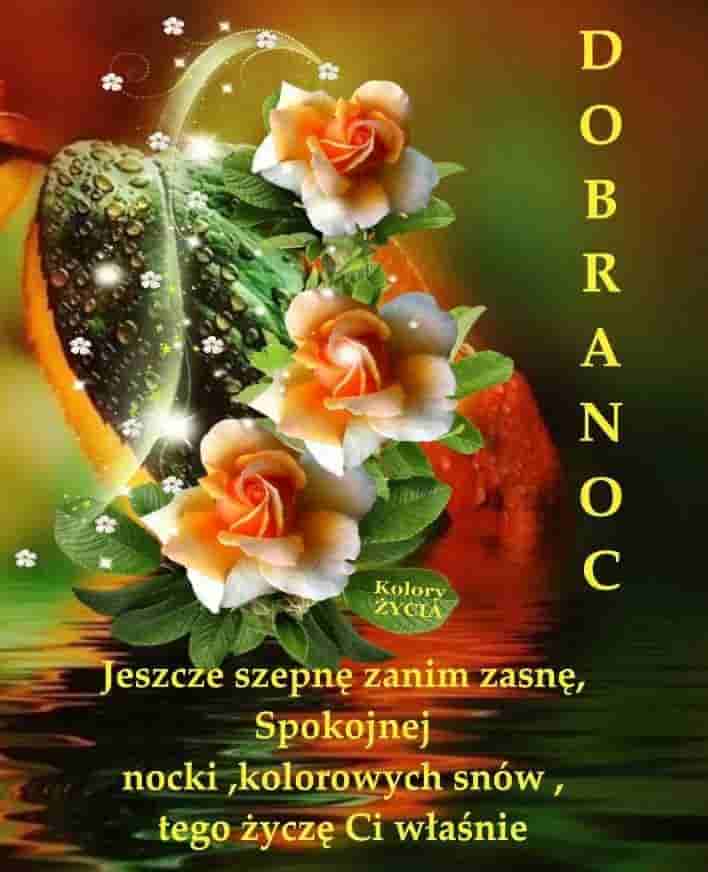 DOBRANOC
Kolory
ŻYCIA
Jeszcze szepnę zanim zasnę,
Spokojnej
nocki ,kolorowych snów ,
tego życzę Ci właśnie